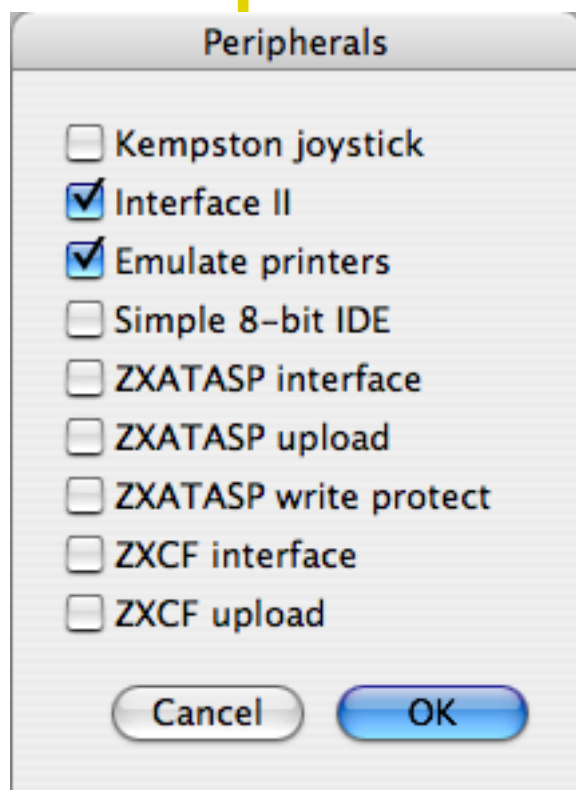 Peripherals
Kempston joystick
Interface II
Emulate printers
Simple 8-bit IDE
ZXATASP interface
ZXATASP upload
ZXATASP write protect
ZXCF interface
ZXCF upload
Cancel OK